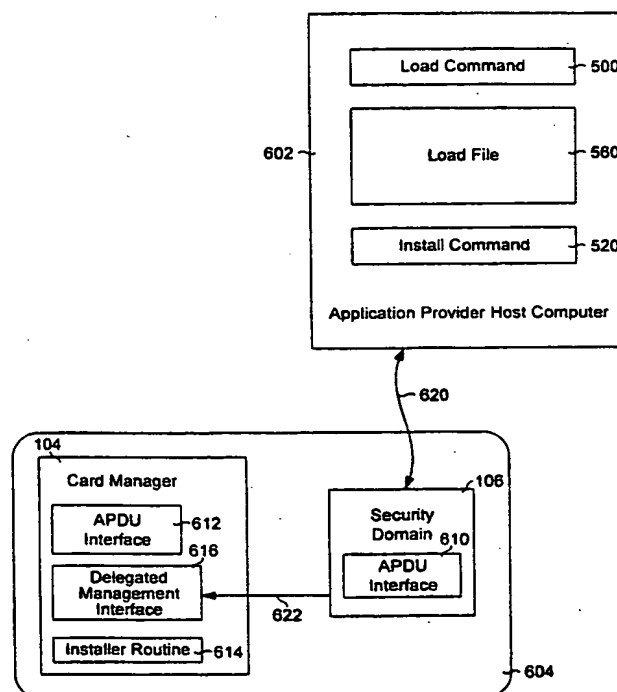 Load Command
500
602
Load File
560
Install Command
520
Application Provider Host Computer
620
104
Card Manager
106
APDU
Interface
612
Security
Domain
616
610
Delegated
Management
Interface
APDU
Interface
622
Installer Routine
614
604